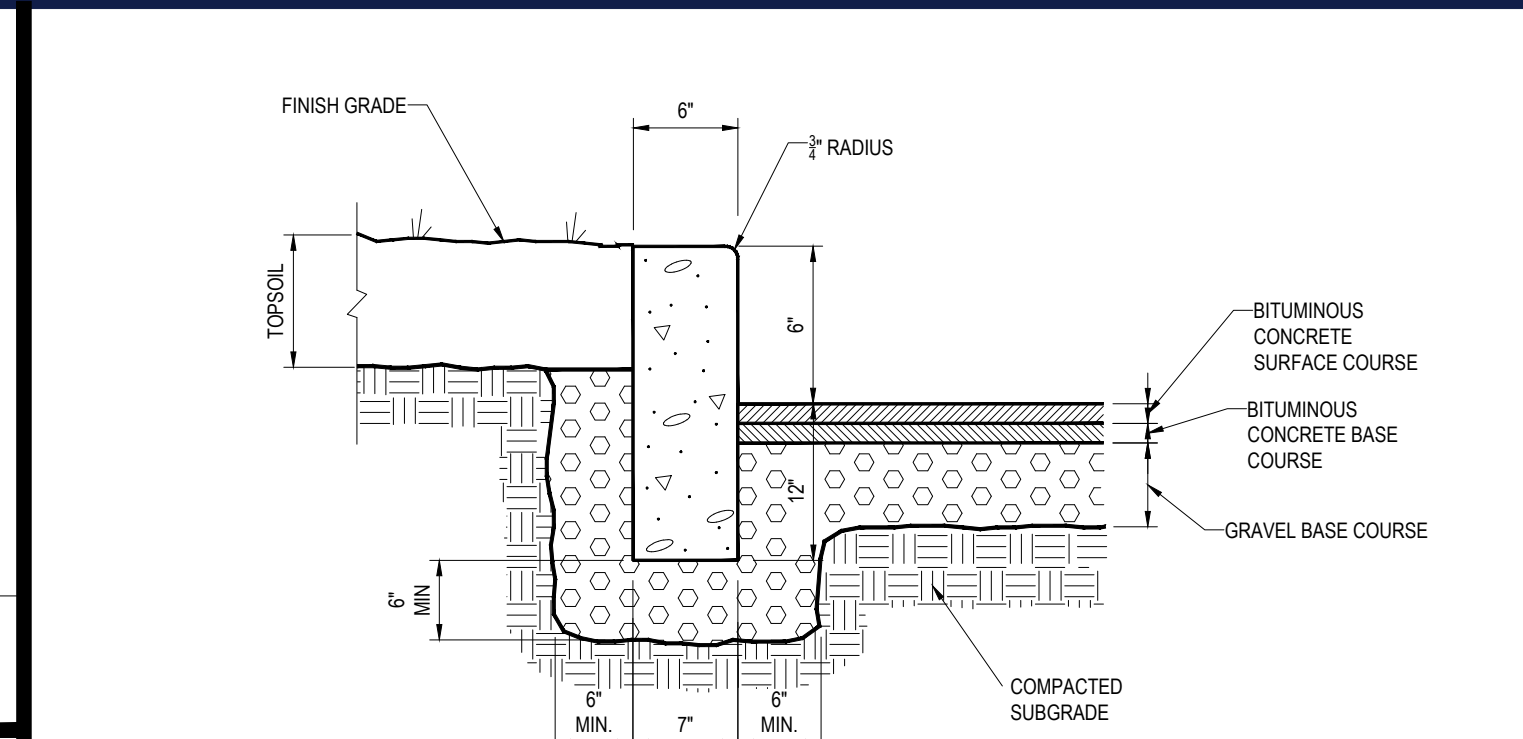 FINISH GRADE
6"
3/4" RADIUS
TOPSOIL
6"
BITUMINOUS
CONCRETE
SURFACE COURSE
BITUMINOUS
CONCRETE BASE
COURSE
12"
GRAVEL BASE COURSE
6"
MIN
COMPACTED
SUBGRADE
6"
MIN.
7"
6"
MIN.